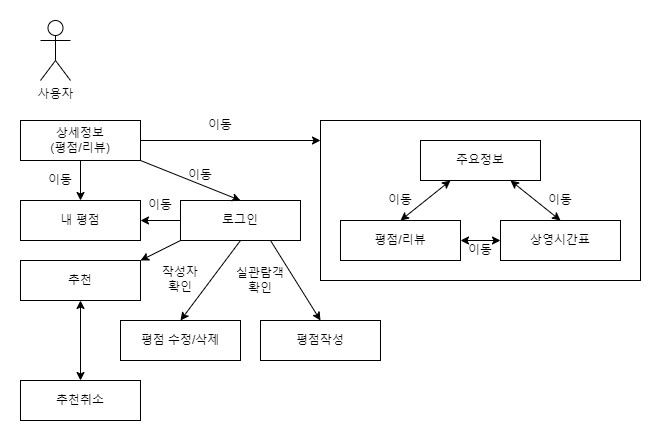 사용자
상세정보
(평점/리뷰)
이동
주요정보
이동
이동
이동
이동
내 평점
이동
로그인
평점/리뷰
이동
상영시간표
추천
작성자
확인
실관람객
확인
평점 수정/삭제
평점작성
추천취소